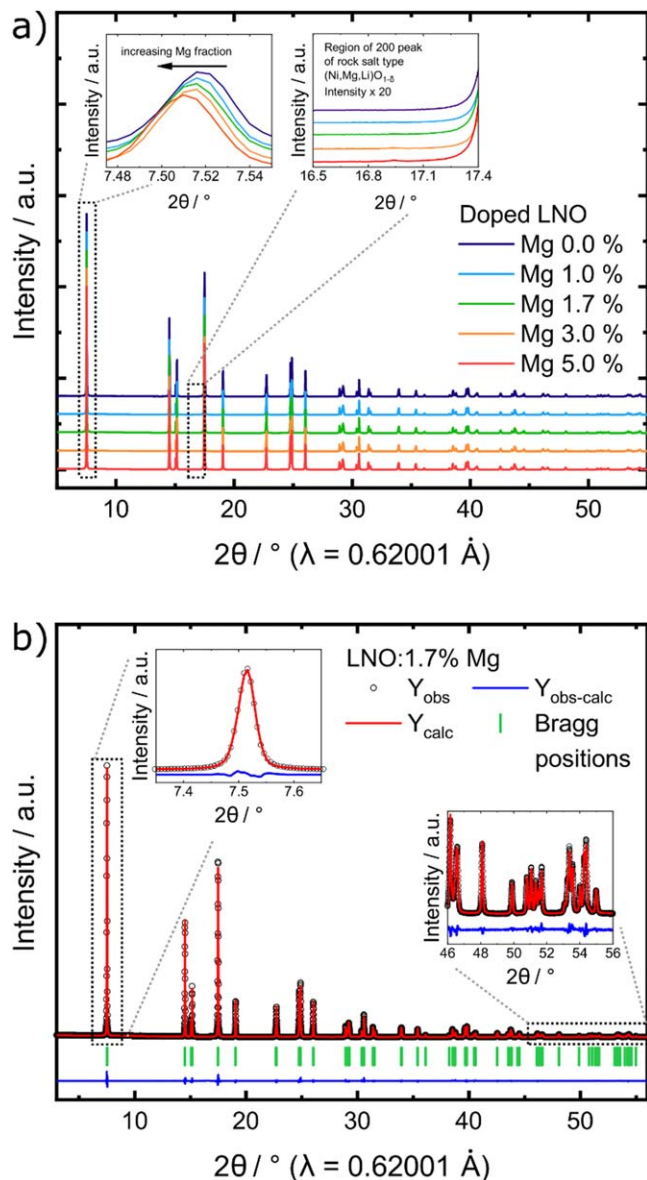 a)
increasing Mg fraction
Intensity / a.u.
7.48 7.50 7.52 7.54
2θ / °
Region of 200 peak
of rock salt type
(Ni,Mg,Li)O1-δ
Intensity x 20
Intensity / a.u.
16.5 16.8 17.1 17.4
2θ / °
Intensity / a.u.
Doped LNO
Mg 0.0 %
Mg 1.0 %
Mg 1.7 %
Mg 3.0 %
Mg 5.0 %
10 20 30 40 50
2θ / ° (λ = 0.62001 Å)
b)
LNO:1.7% Mg
Yobs
Yobs-calc
Ycalc
Bragg
positions
Intensity / a.u.
7.4 7.5 7.6
2θ / °
Intensity / a.u.
46 48 50 52 54 56
2θ / °
Intensity / a.u.
10 20 30 40 50
2θ / ° (λ = 0.62001 Å)